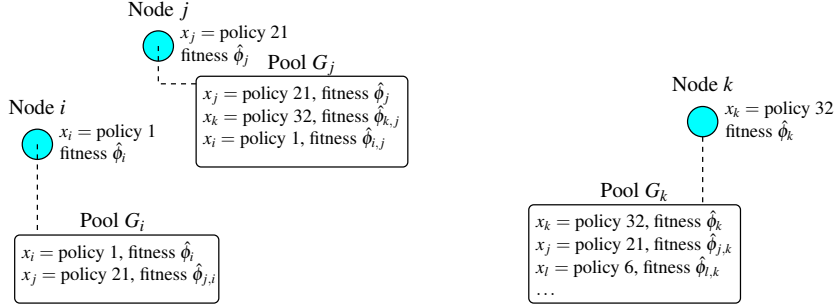 Node j
x_j = policy 21
fitness ϕ̂_j
Pool G_j
x_j = policy 21, fitness ϕ̂_j
x_k = policy 32, fitness ϕ̂_{k,j}
x_i = policy 1, fitness ϕ̂_{i,j}
Node i
x_i = policy 1
fitness ϕ̂_i
Pool G_i
x_i = policy 1, fitness ϕ̂_i
x_j = policy 21, fitness ϕ̂_{j,i}
Node k
x_k = policy 32
fitness ϕ̂_k
Pool G_k
x_k = policy 32, fitness ϕ̂_k
x_j = policy 21, fitness ϕ̂_{j,k}
x_l = policy 6, fitness ϕ̂_{l,k}
...